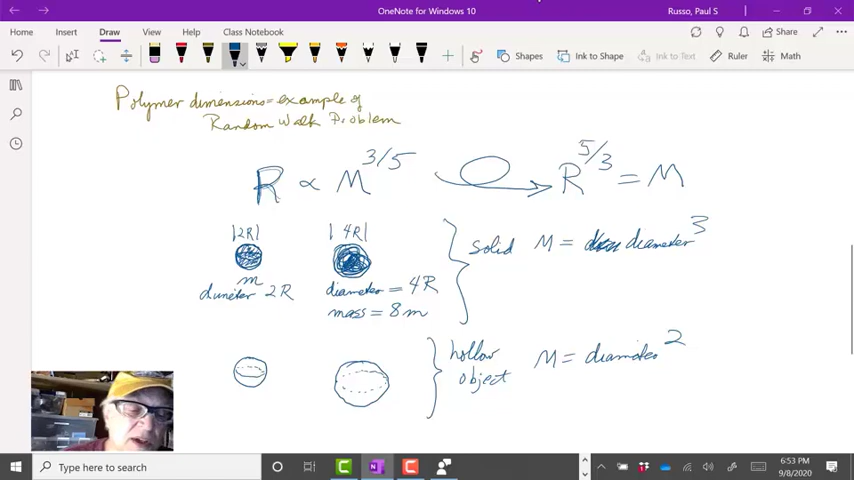 OneNote for Windows 10
Russo, Paul S
Home Insert Draw View Help Class Notebook
Share
Shapes Ink to Shape Ink to Text Ruler Math
Polymer dimensions = example of
Random Walk Problem
R ∝ M^3/5 R^5/3 = M
|2R| |4R|
m
diameter 2R
diameter = 4R
mass = 8m
solid M = diameter^3
hollow
object
M = diameter^2
Type here to search
6:53 PM
9/8/2020